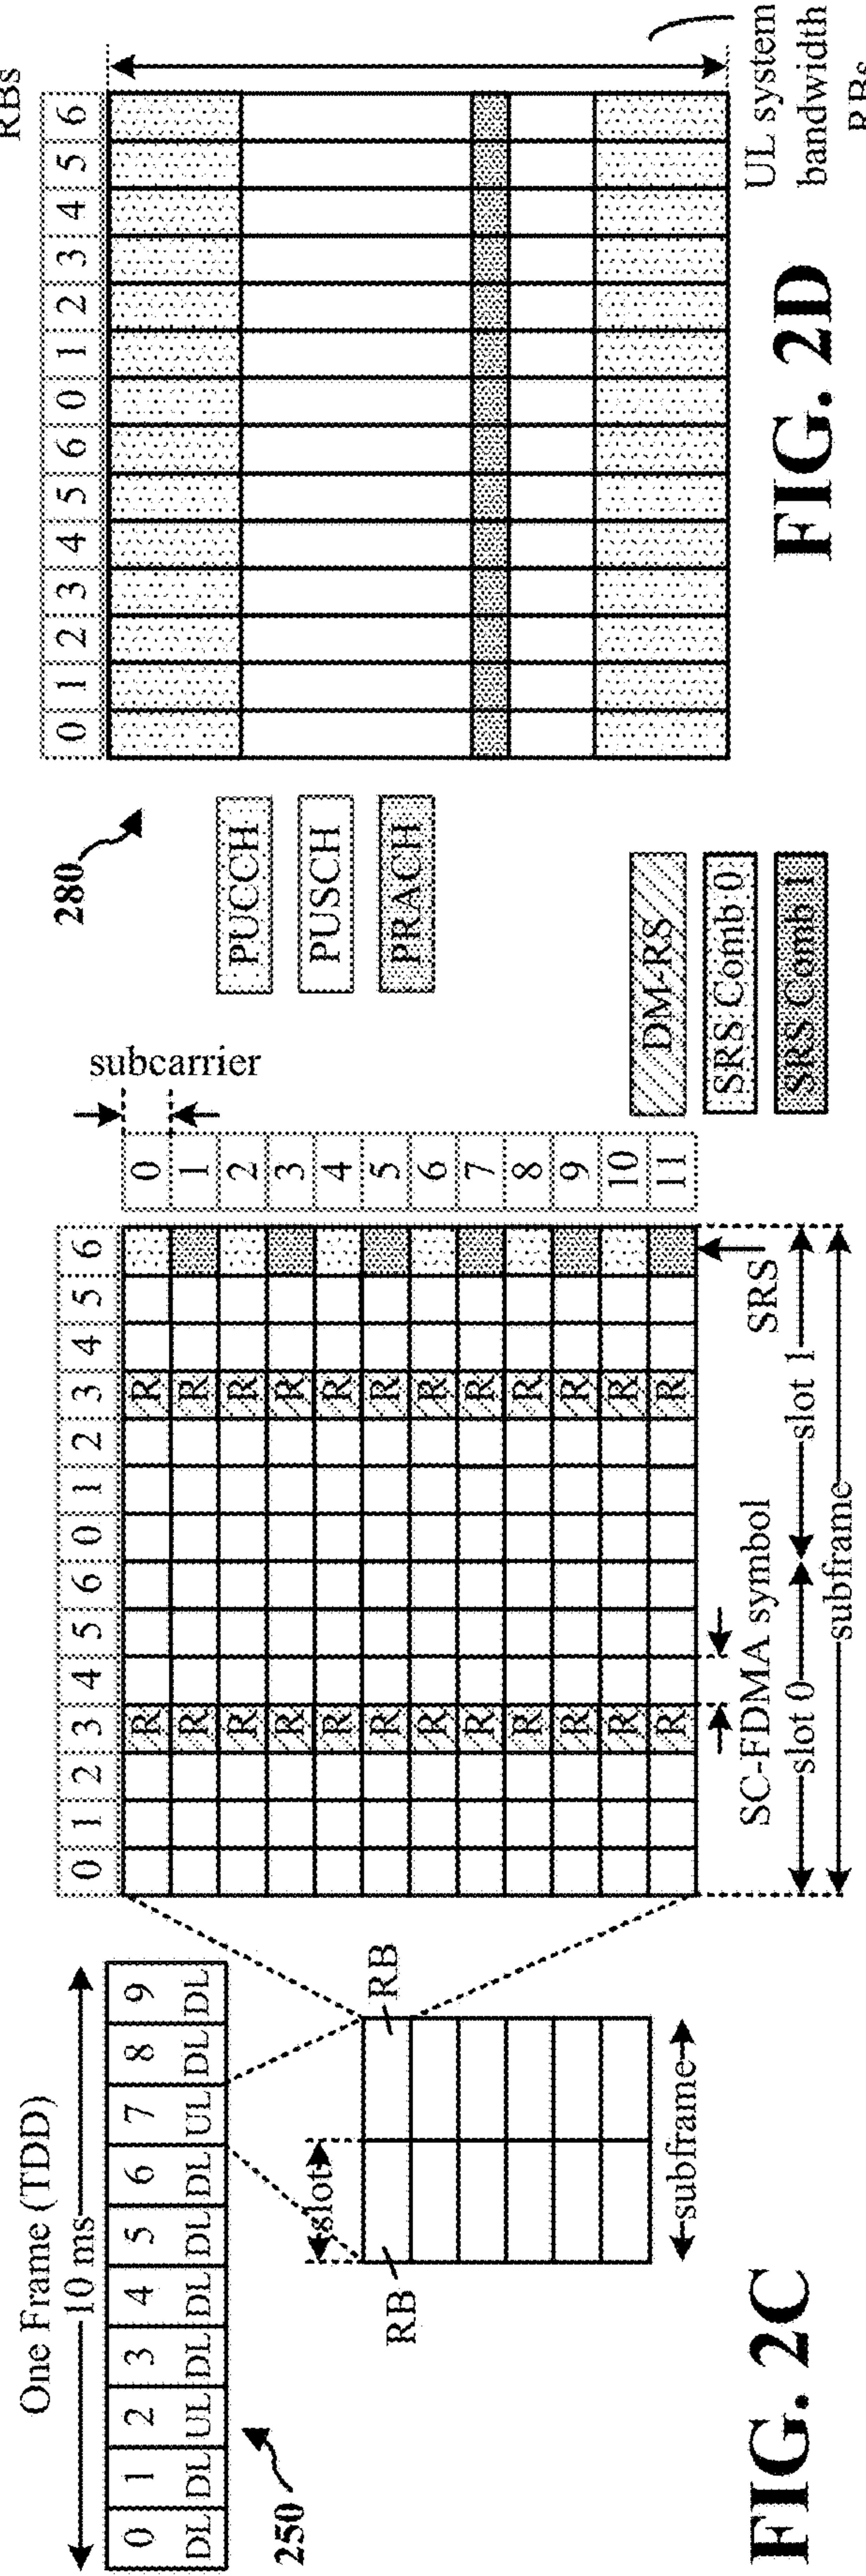 One Frame (TDD)
10 ms
0 1 2 3 4 5 6 7 8 9
DL DL UL DL DL DL DL UL DL DL
250
slot
RB
RB
subframe
FIG. 2C
0 1 2 3 4 5 6 0 1 2 3 4 5 6
subcarrier
R R 0
R R 1
R R 2
R R 3
R R 4
R R 5
R R 6
R R 7
R R 8
R R 9
R R 10
R R 11
SC-FDMA symbol
SRS
slot 0
slot 1
subframe
DM-RS
SRS Comb 0
SRS Comb 1
280
PUCCH
PUSCH
PRACH
RBs
0 1 2 3 4 5 6 0 1 2 3 4 5 6
UL system
bandwidth
FIG. 2D
RBs